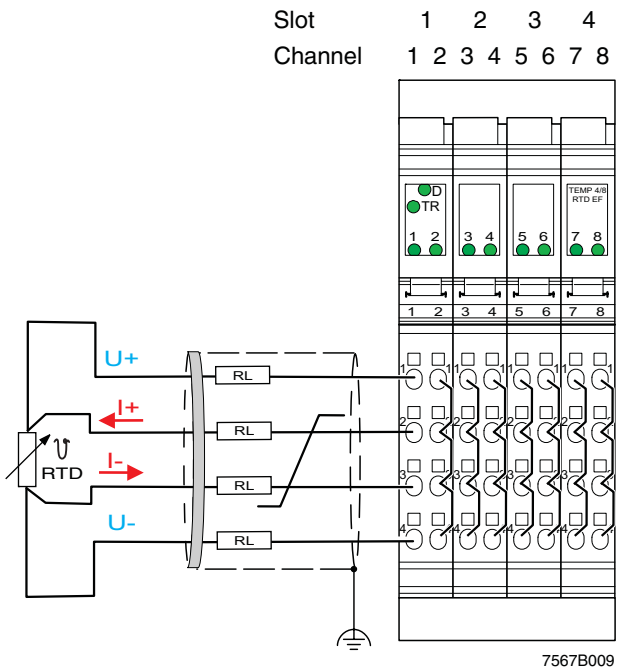 Slot 1 2 3 4
Channel 1 2 3 4 5 6 7 8
D
TR
TEMP 4/8
RTD EF
1 2 3 4 5 6 7 8
1 2 3 4 5 6 7 8
U+
RL
1 1
I+
RL
2
RTD
I-
RL
3
U-
RL
4
7567B009